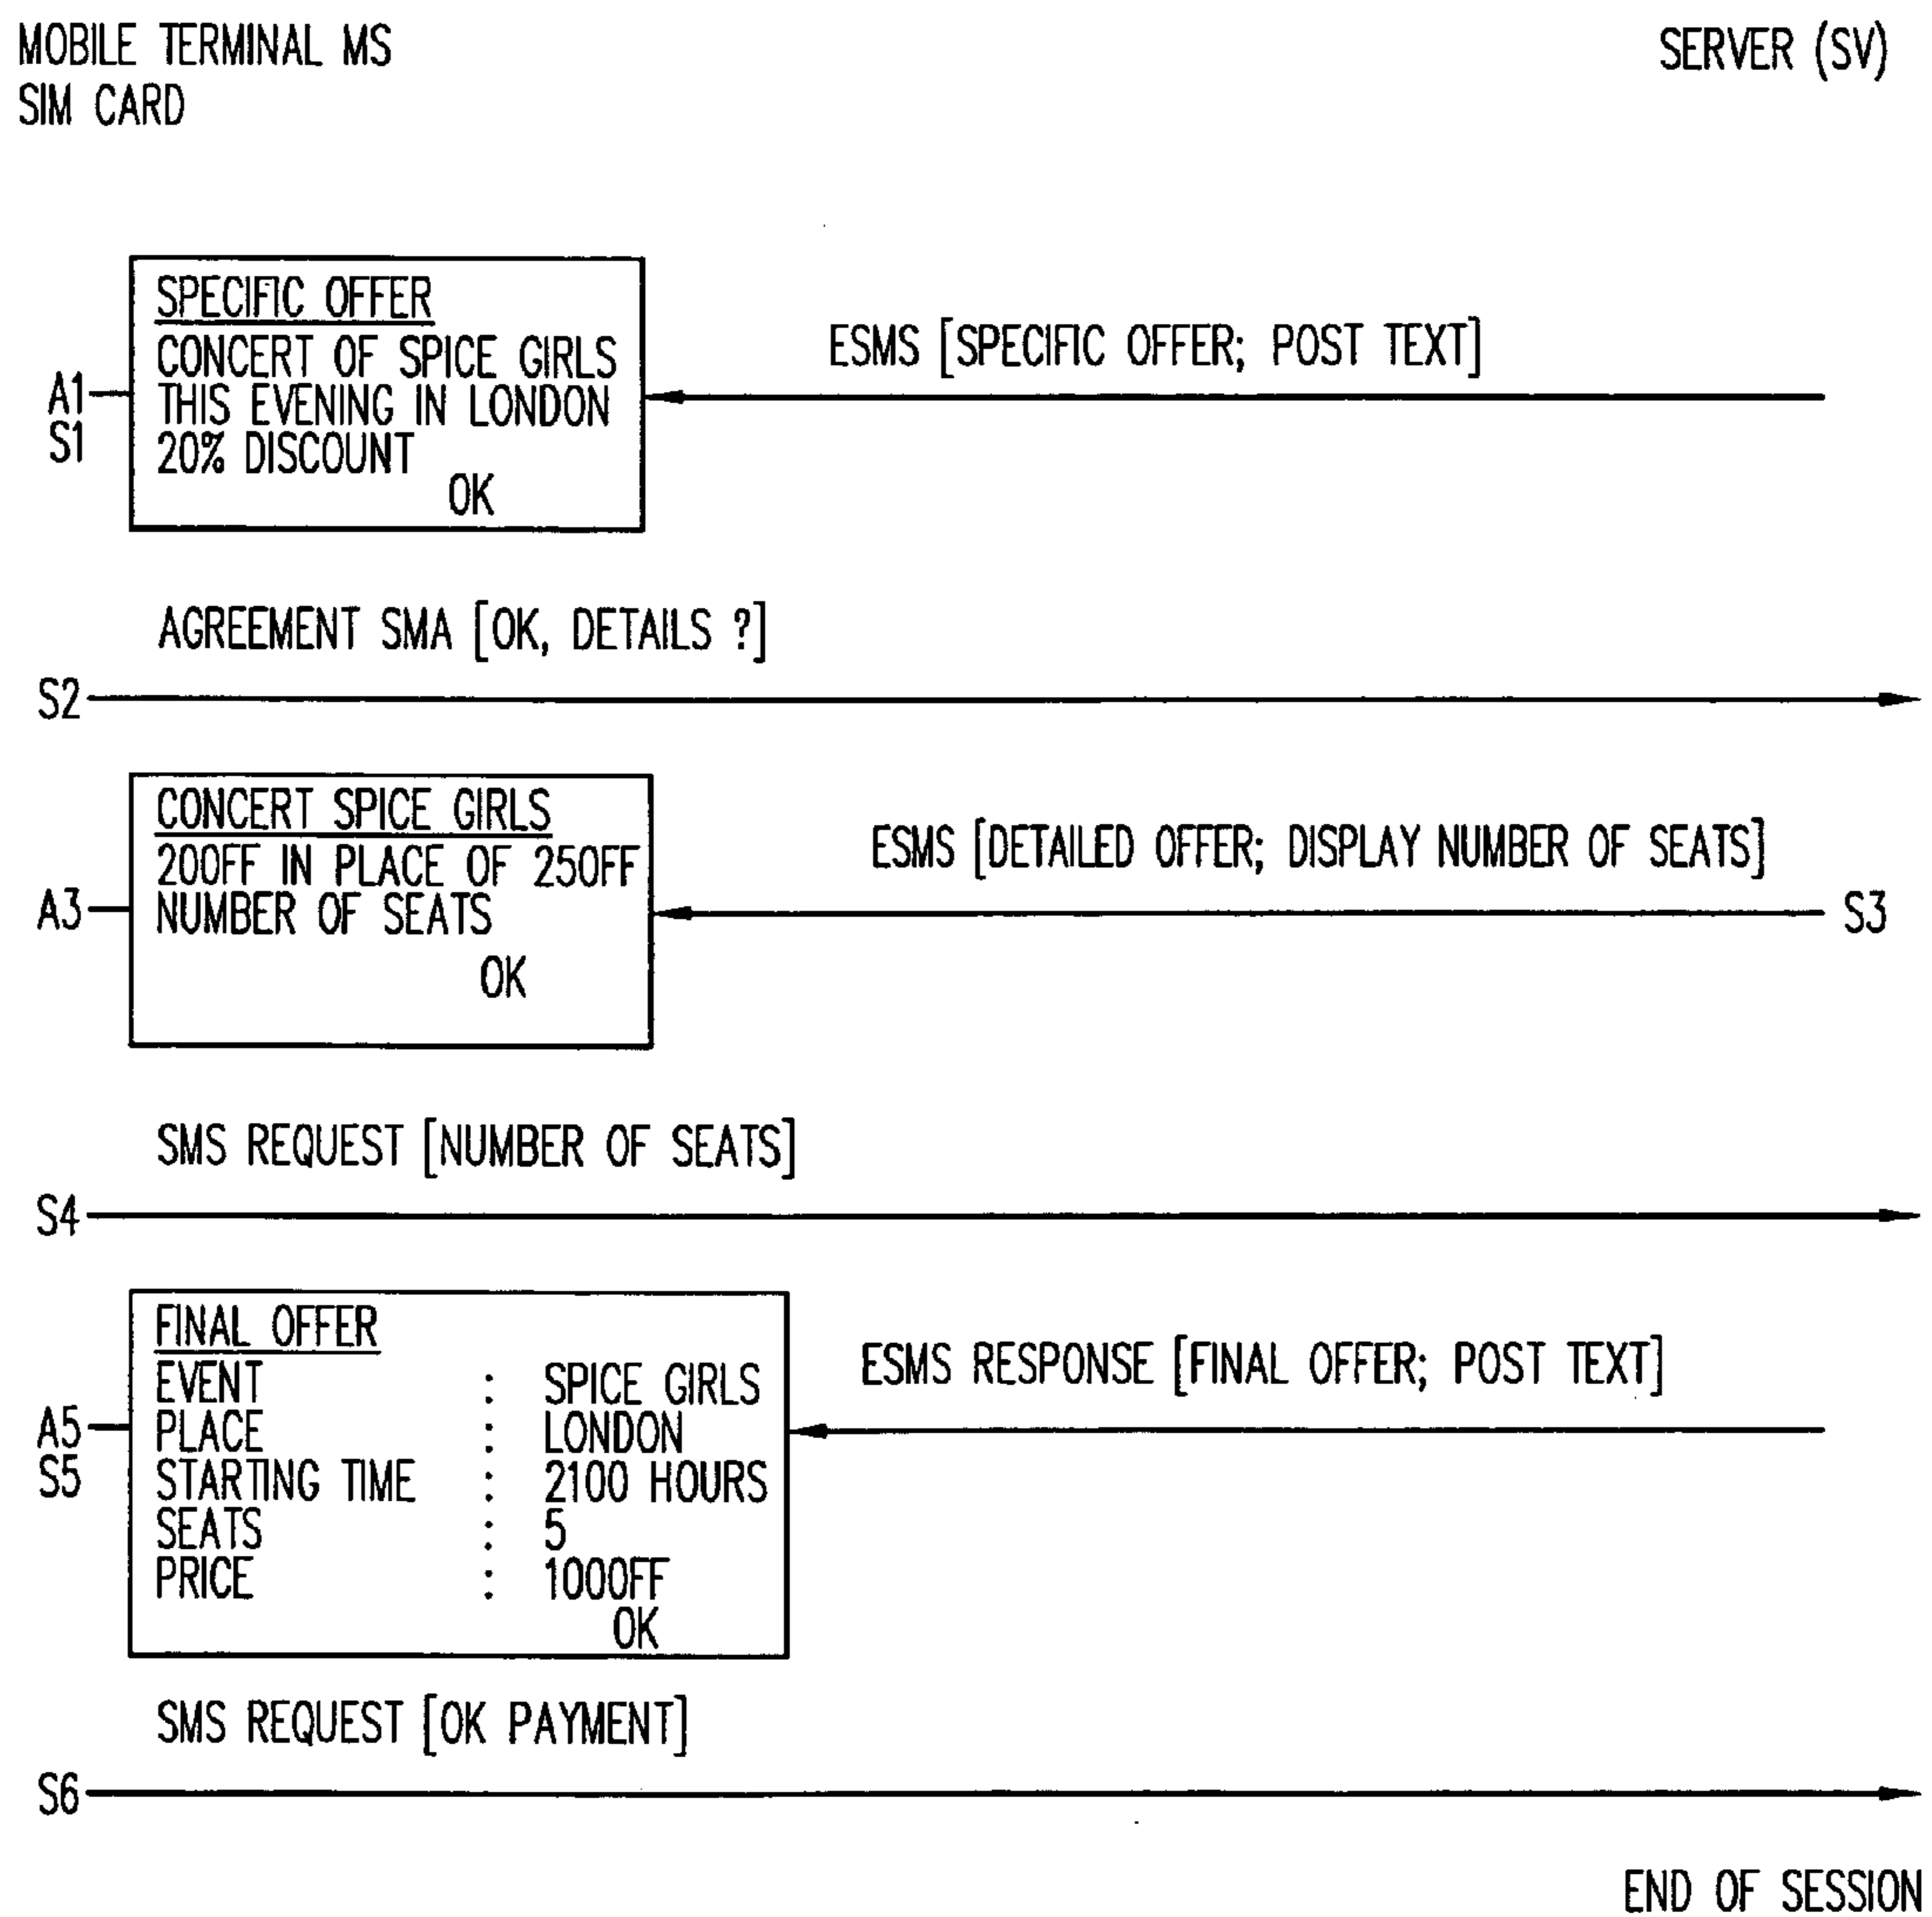 MOBILE TERMINAL MS
SIM CARD
SERVER (SV)
SPECIFIC OFFER
CONCERT OF SPICE GIRLS
THIS EVENING IN LONDON
20% DISCOUNT
OK
A1
S1
ESMS [SPECIFIC OFFER; POST TEXT]
AGREEMENT SMA [OK, DETAILS ?]
S2
CONCERT SPICE GIRLS
200FF IN PLACE OF 250FF
NUMBER OF SEATS
OK
A3
ESMS [DETAILED OFFER; DISPLAY NUMBER OF SEATS]
S3
SMS REQUEST [NUMBER OF SEATS]
S4
FINAL OFFER
EVENT : SPICE GIRLS
PLACE : LONDON
STARTING TIME : 2100 HOURS
SEATS : 5
PRICE : 1000FF
OK
A5
S5
ESMS RESPONSE [FINAL OFFER; POST TEXT]
SMS REQUEST [OK PAYMENT]
S6
END OF SESSION